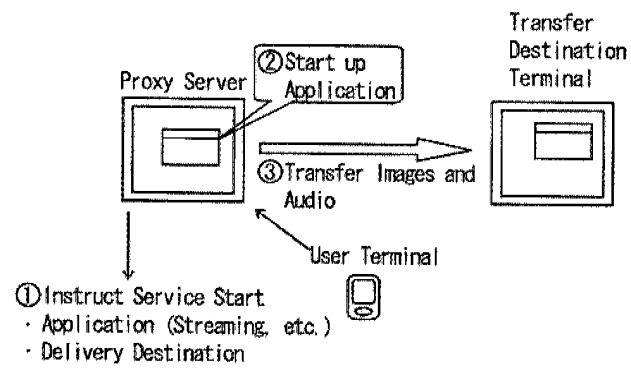 Transfer
Destination
Terminal
Proxy Server
②Start up
Application
③Transfer Images and
Audio
User Terminal
①Instruct Service Start
・Application (Streaming, etc.)
・Delivery Destination